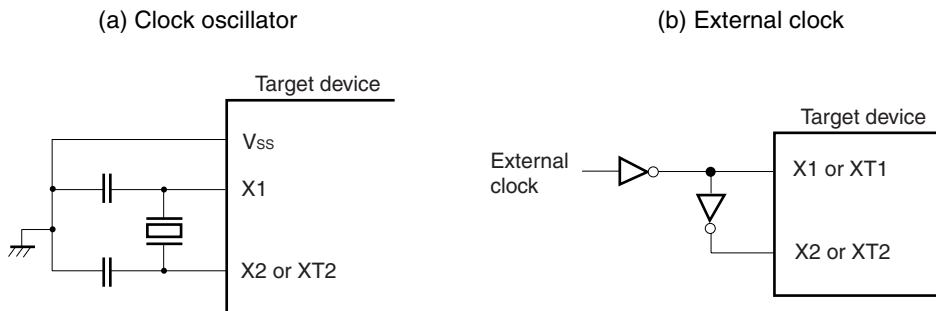 (a) Clock oscillator
Target device
VSS
X1
X2 or XT2
(b) External clock
Target device
External
clock
X1 or XT1
X2 or XT2